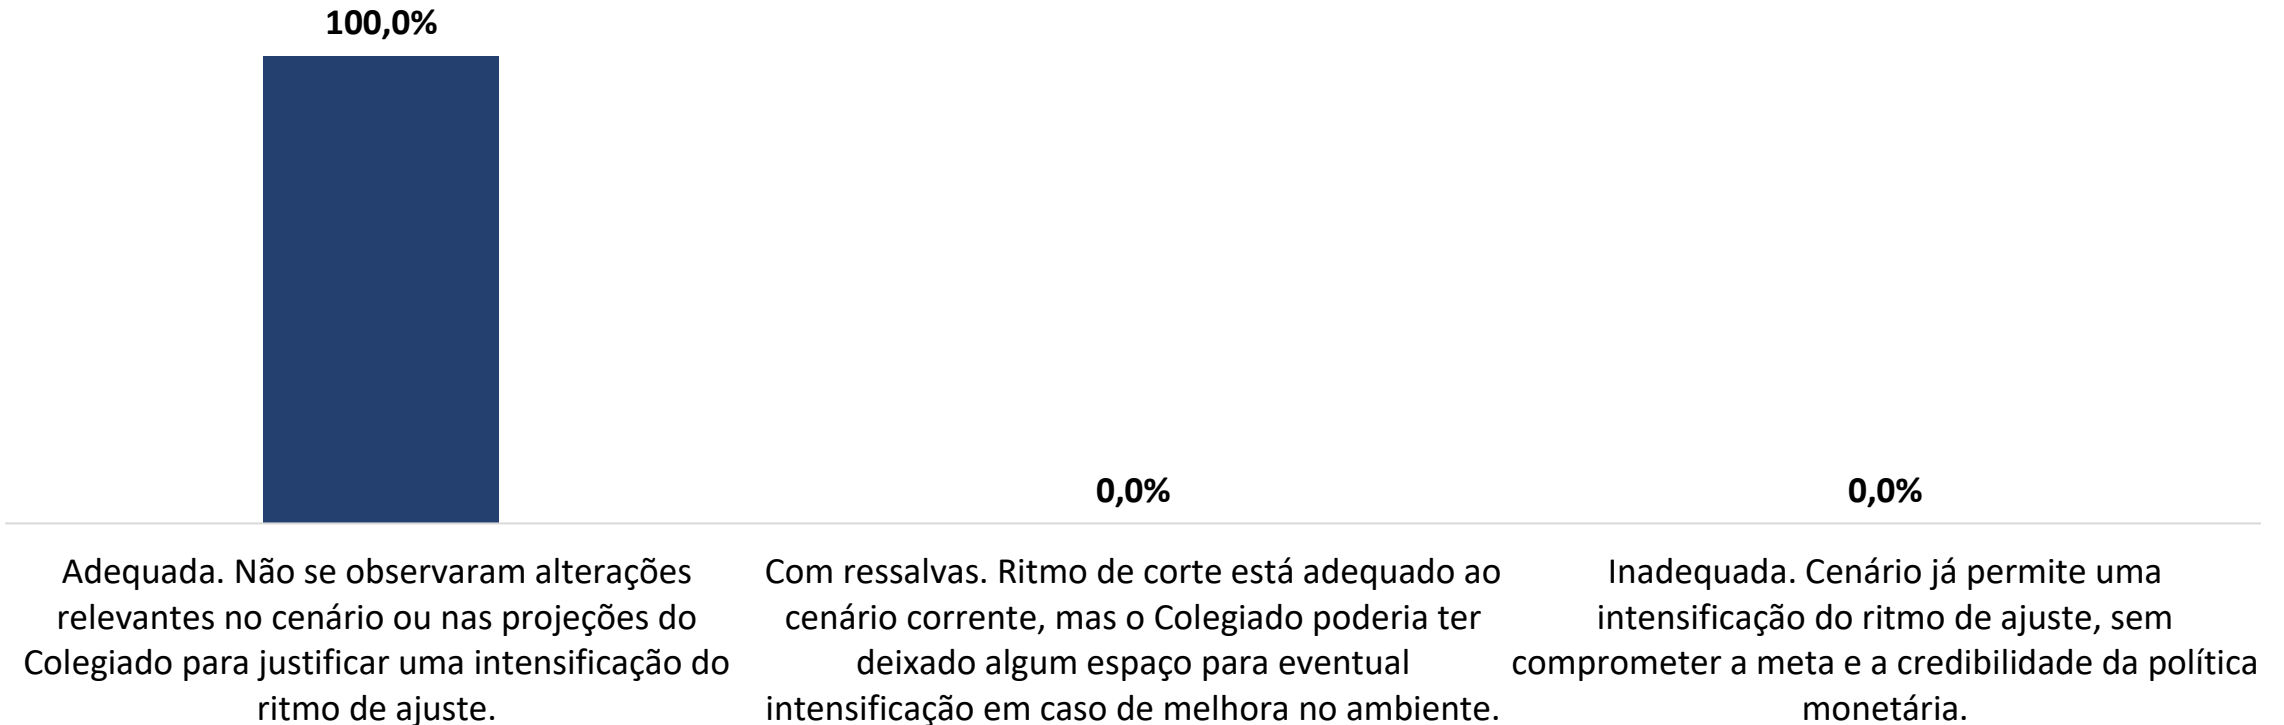 100,0%
0,0%
0,0%
Adequada. Não se observaram alterações
relevantes no cenário ou nas projeções do
Colegiado para justificar uma intensificação do
ritmo de ajuste.
Com ressalvas. Ritmo de corte está adequado ao
cenário corrente, mas o Colegiado poderia ter
deixado algum espaço para eventual
intensificação em caso de melhora no ambiente.
Inadequada. Cenário já permite uma
intensificação do ritmo de ajuste, sem
comprometer a meta e a credibilidade da política
monetária.